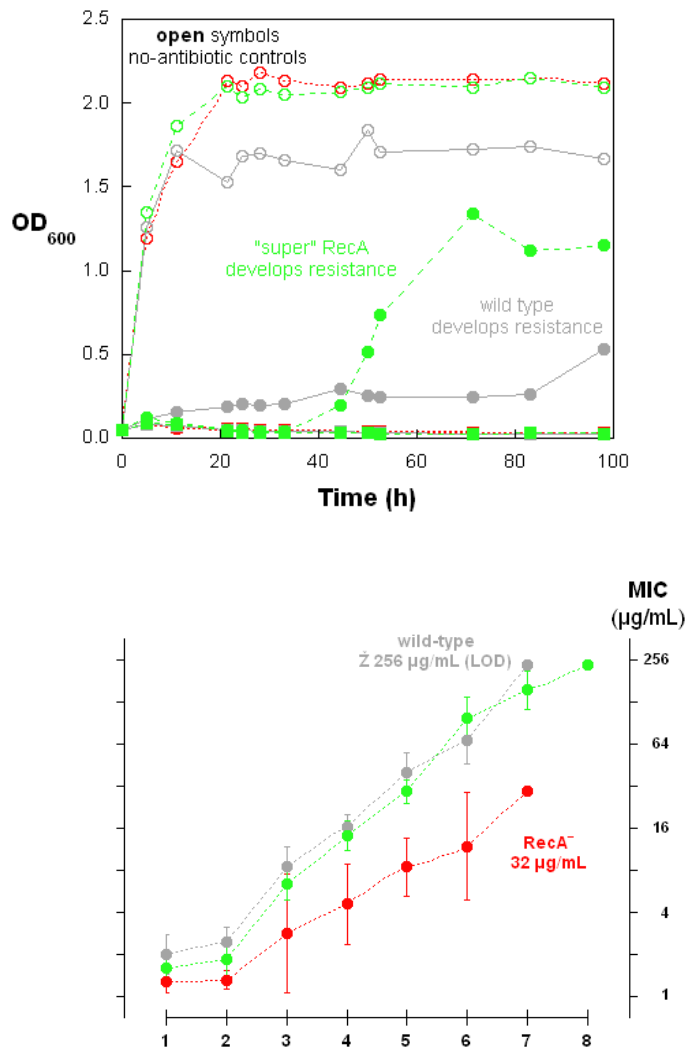 2.5
open symbols
no-antibiotic controls
2.0
1.5
OD600
"super" RecA
develops resistance
1.0
wild type
develops resistance
0.5
0.0
0 20 40 60 80 100
Time (h)
MIC
(µg/mL)
wild-type
Ż 256 µg/mL (LOD)
256
64
16
RecA–
32 µg/mL
4
1
1 2 3 4 5 6 7 8